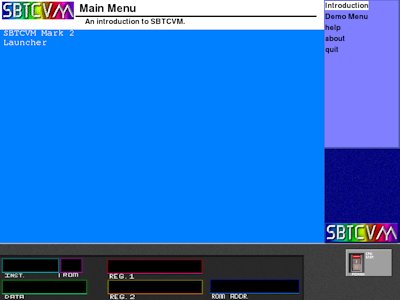 SBTCVM
Main Menu
An introduction to SBTCVM.
SBTCVM Mark 2
Launcher
Introduction
Demo Menu
help
about
quit
SBTCVM
INST.
ROM
REG.1
DATA
REG.2
ROM ADDR.
POWER